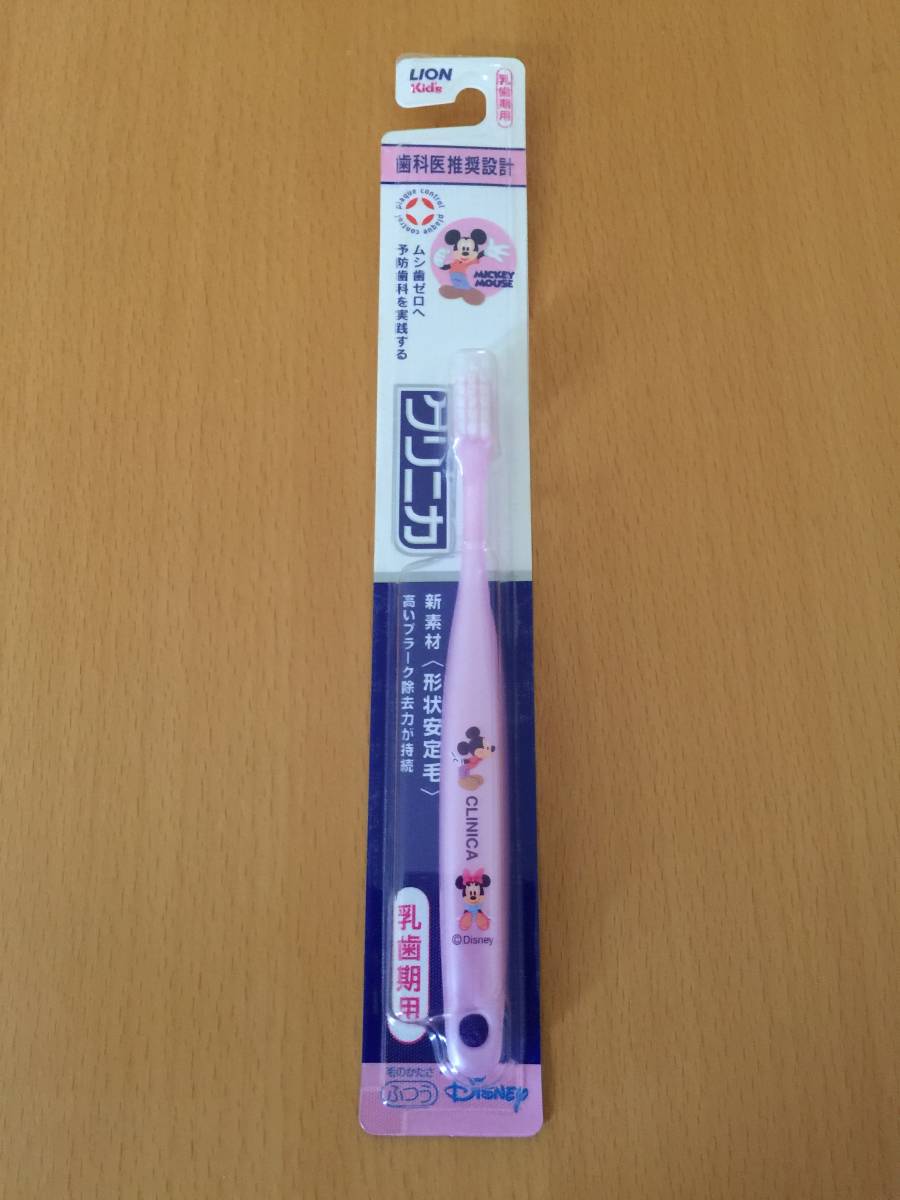 LION
Kid's
乳歯期用
歯科医推奨設計
plaque control plaque control
MICKEY
MOUSE
ムシ歯ゼロへ
予防歯科を実践する
クリニカ
新素材〈形状安定毛〉
高いプラーク除去力が持続
CLINICA
©Disney
乳歯期用
毛のかたさ
ふつう
DISNEY